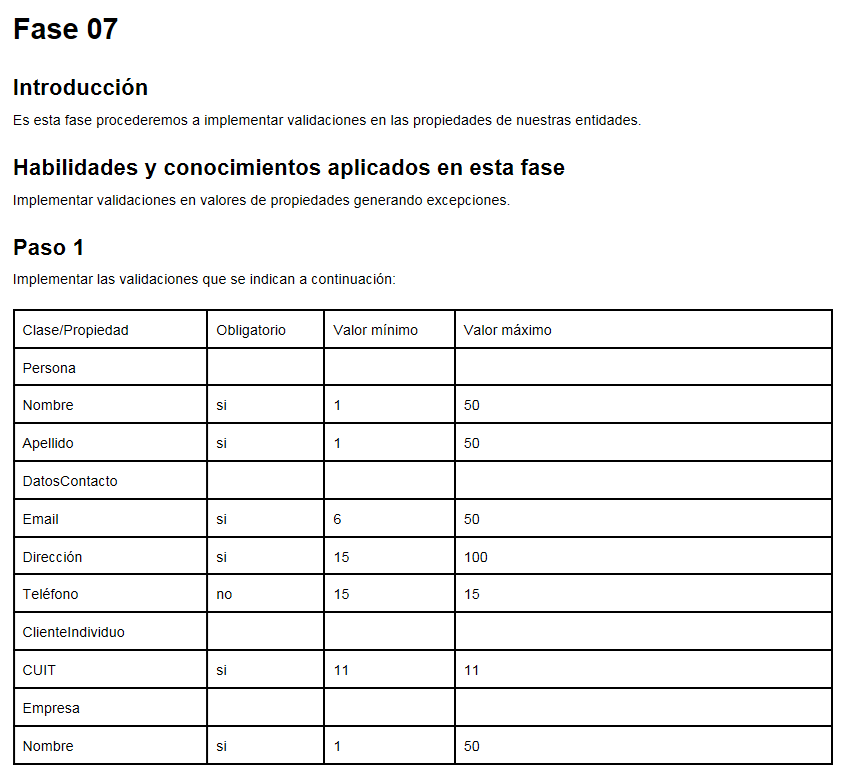 Fase 07
Introducción
Es esta fase procederemos a implementar validaciones en las propiedades de nuestras entidades.
Habilidades y conocimientos aplicados en esta fase
Implementar validaciones en valores de propiedades generando excepciones.
Paso 1
Implementar las validaciones que se indican a continuación:
Clase/Propiedad Obligatorio Valor mínimo Valor máximo
Persona
Nombre si 1 50
Apellido si 1 50
DatosContacto
Email si 6 50
Dirección si 15 100
Teléfono no 15 15
ClienteIndividuo
CUIT si 11 11
Empresa
Nombre si 1 50